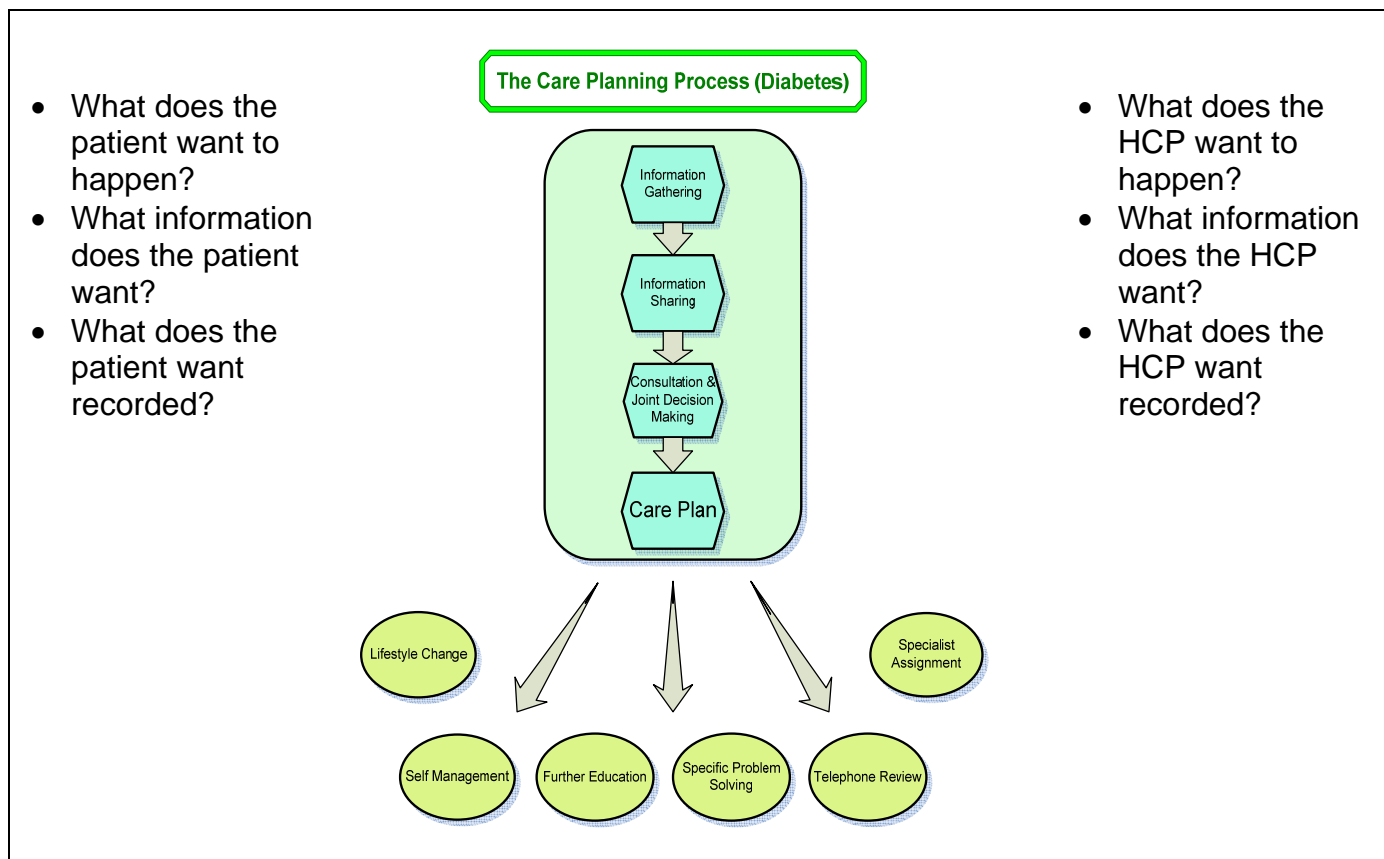 The Care Planning Process (Diabetes)
• What does the
patient want to
happen?
• What information
does the patient
want?
• What does the
patient want
recorded?
Information
Gathering
Information
Sharing
Consultation &
Joint Decision
Making
Care Plan
• What does the
HCP want to
happen?
• What information
does the HCP
want?
• What does the
HCP want
recorded?
Lifestyle Change
Specialist
Assignment
Self Management
Further Education
Specific Problem
Solving
Telephone Review